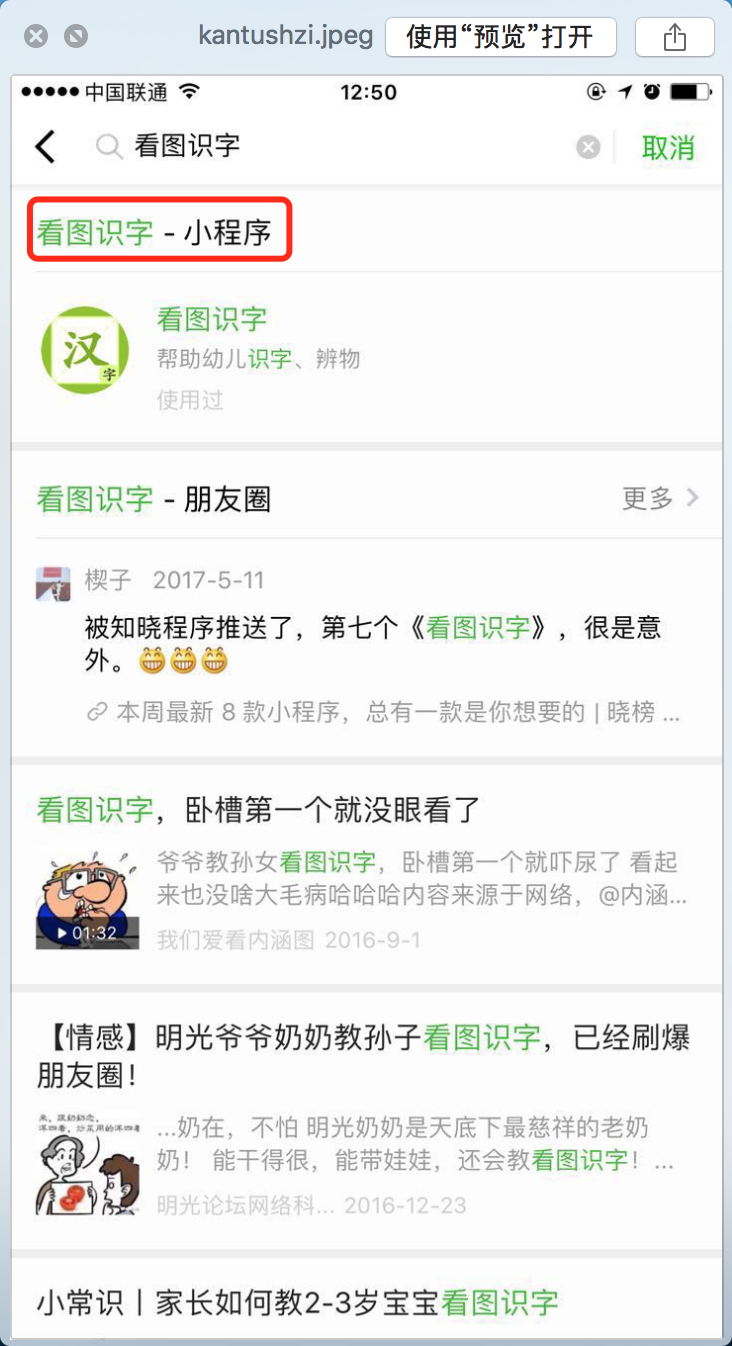 kantushzi.jpeg
使用“预览”打开
中国联通
12:50
看图识字
取消
看图识字 - 小程序
汉
字
看图识字
帮助幼儿识字、辨物
使用过
看图识字 - 朋友圈
更多
楔子 2017-5-11
被知晓程序推送了，第七个《看图识字》，很是意
外。😁😁😁
本周最新 8 款小程序，总有一款是你想要的 | 晓榜 ...
看图识字，卧槽第一个就没眼看了
爷爷教孙女看图识字，卧槽第一个就吓尿了 看起
来也没啥大毛病哈哈哈内容来源于网络，@内涵...
01:32
我们爱看内涵图 2016-9-1
【情感】明光爷爷奶奶教孙子看图识字，已经刷爆
朋友圈！
来，跟奶奶念，
...奶在，不怕 明光奶奶是天底下最慈祥的老奶
奶！ 能干得很，能带娃娃，还会教看图识字！...
明光论坛网络科... 2016-12-23
小常识丨家长如何教2-3岁宝宝看图识字